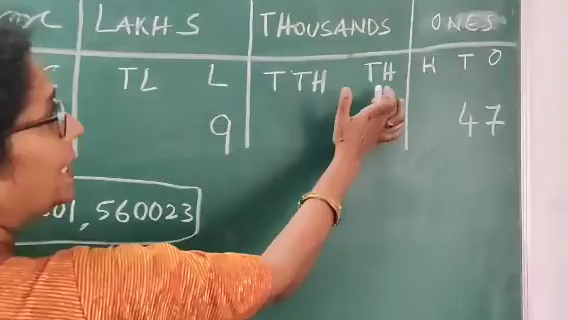 LAKHS THOUSANDS ONES
TL L TTH TH H T O
9 47
01, 560023